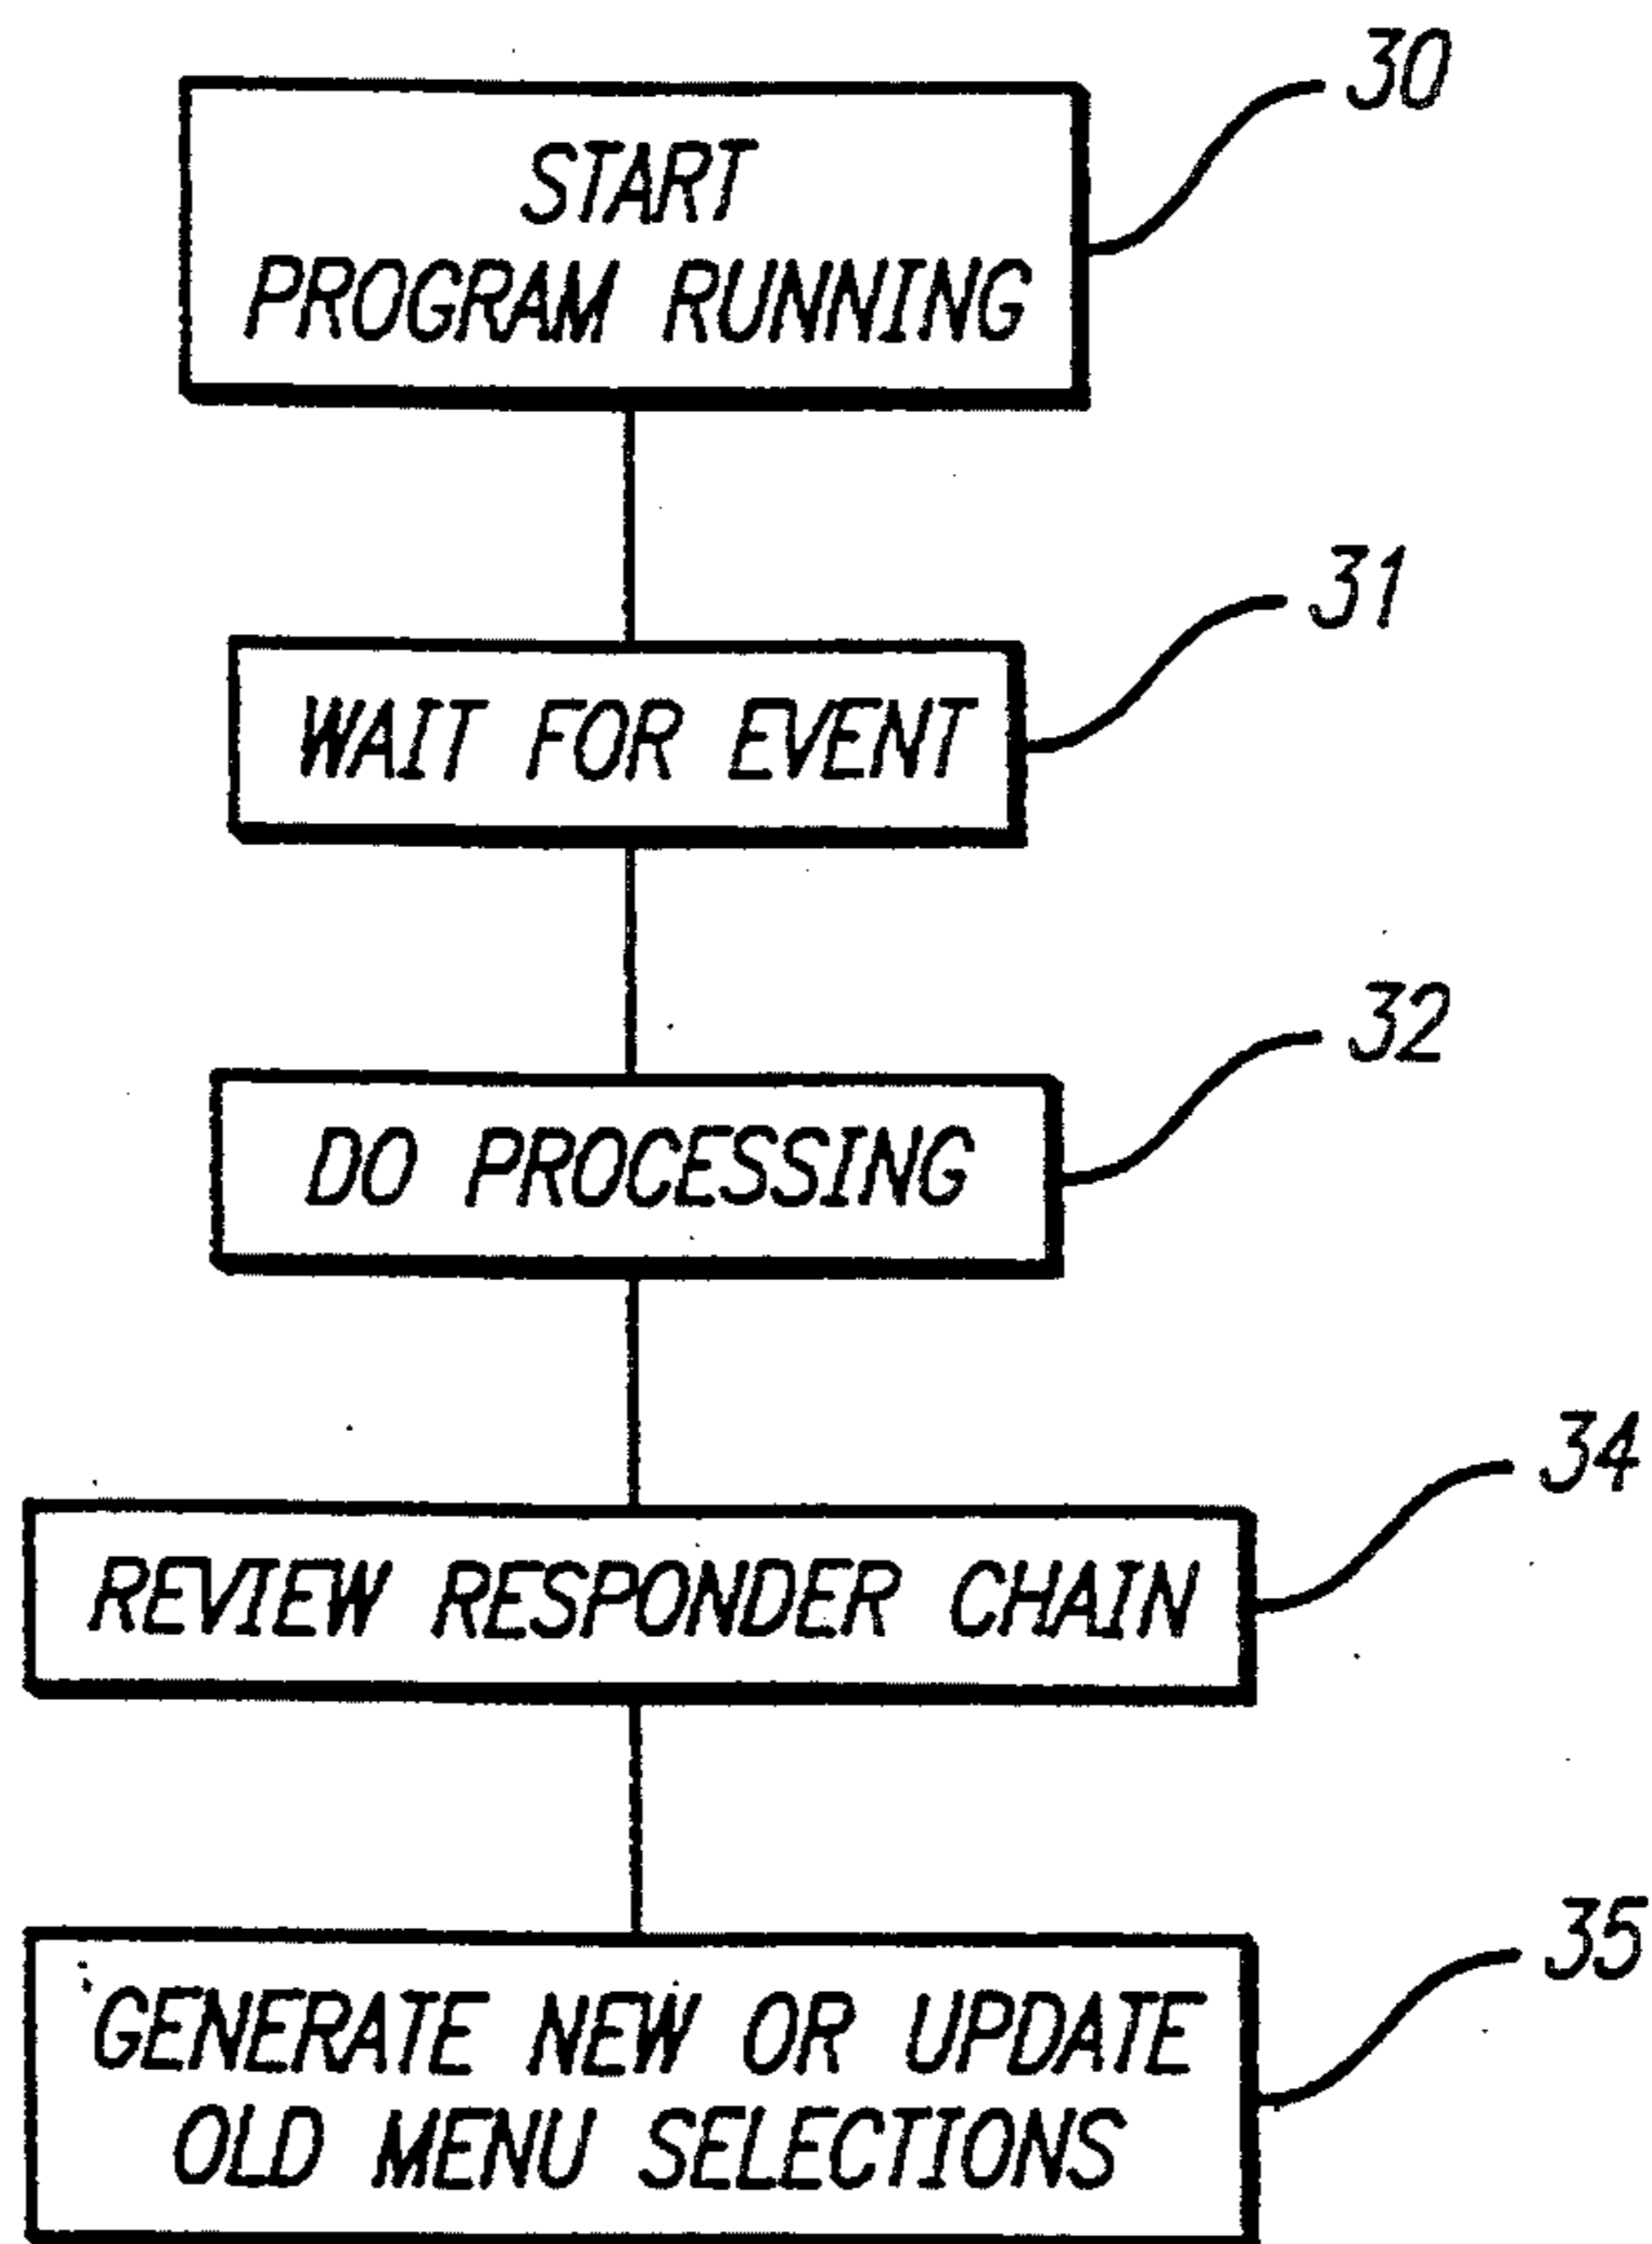 30
START
PROGRAM RUNNING
31
WAIT FOR EVENT
32
DO PROCESSING
34
REVIEW RESPONDER CHAIN
35
GENERATE NEW OR UPDATE
OLD MENU SELECTIONS